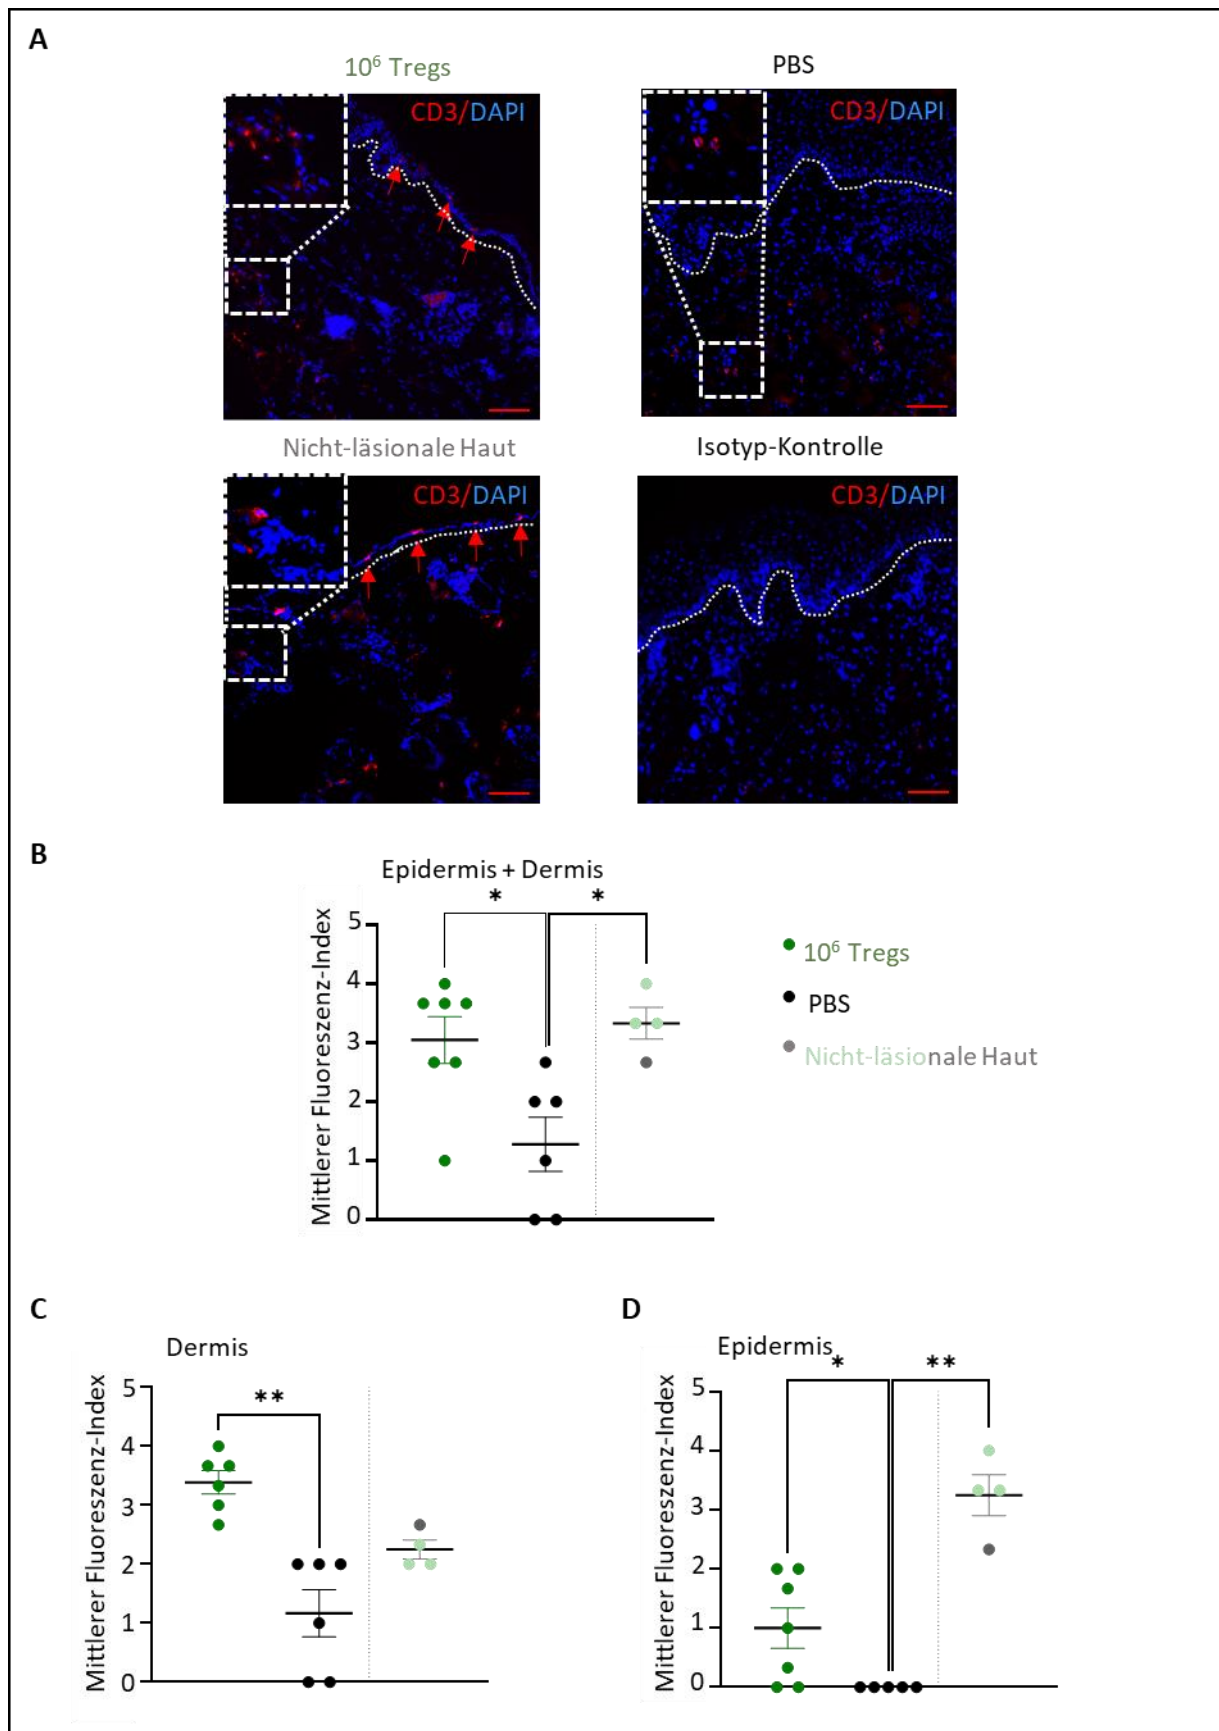 A
10⁶ Tregs
PBS
CD3/DAPI
CD3/DAPI
Nicht-läsionale Haut
Isotyp-Kontrolle
CD3/DAPI
CD3/DAPI
B
Epidermis + Dermis
*
*
Mittlerer Fluoreszenz-Index
5
4
3
2
1
0
10⁶ Tregs
PBS
Nicht-läsionale Haut
C
Dermis
**
Mittlerer Fluoreszenz-Index
5
4
3
2
1
0
D
Epidermis
*
**
Mittlerer Fluoreszenz-Index
5
4
3
2
1
0